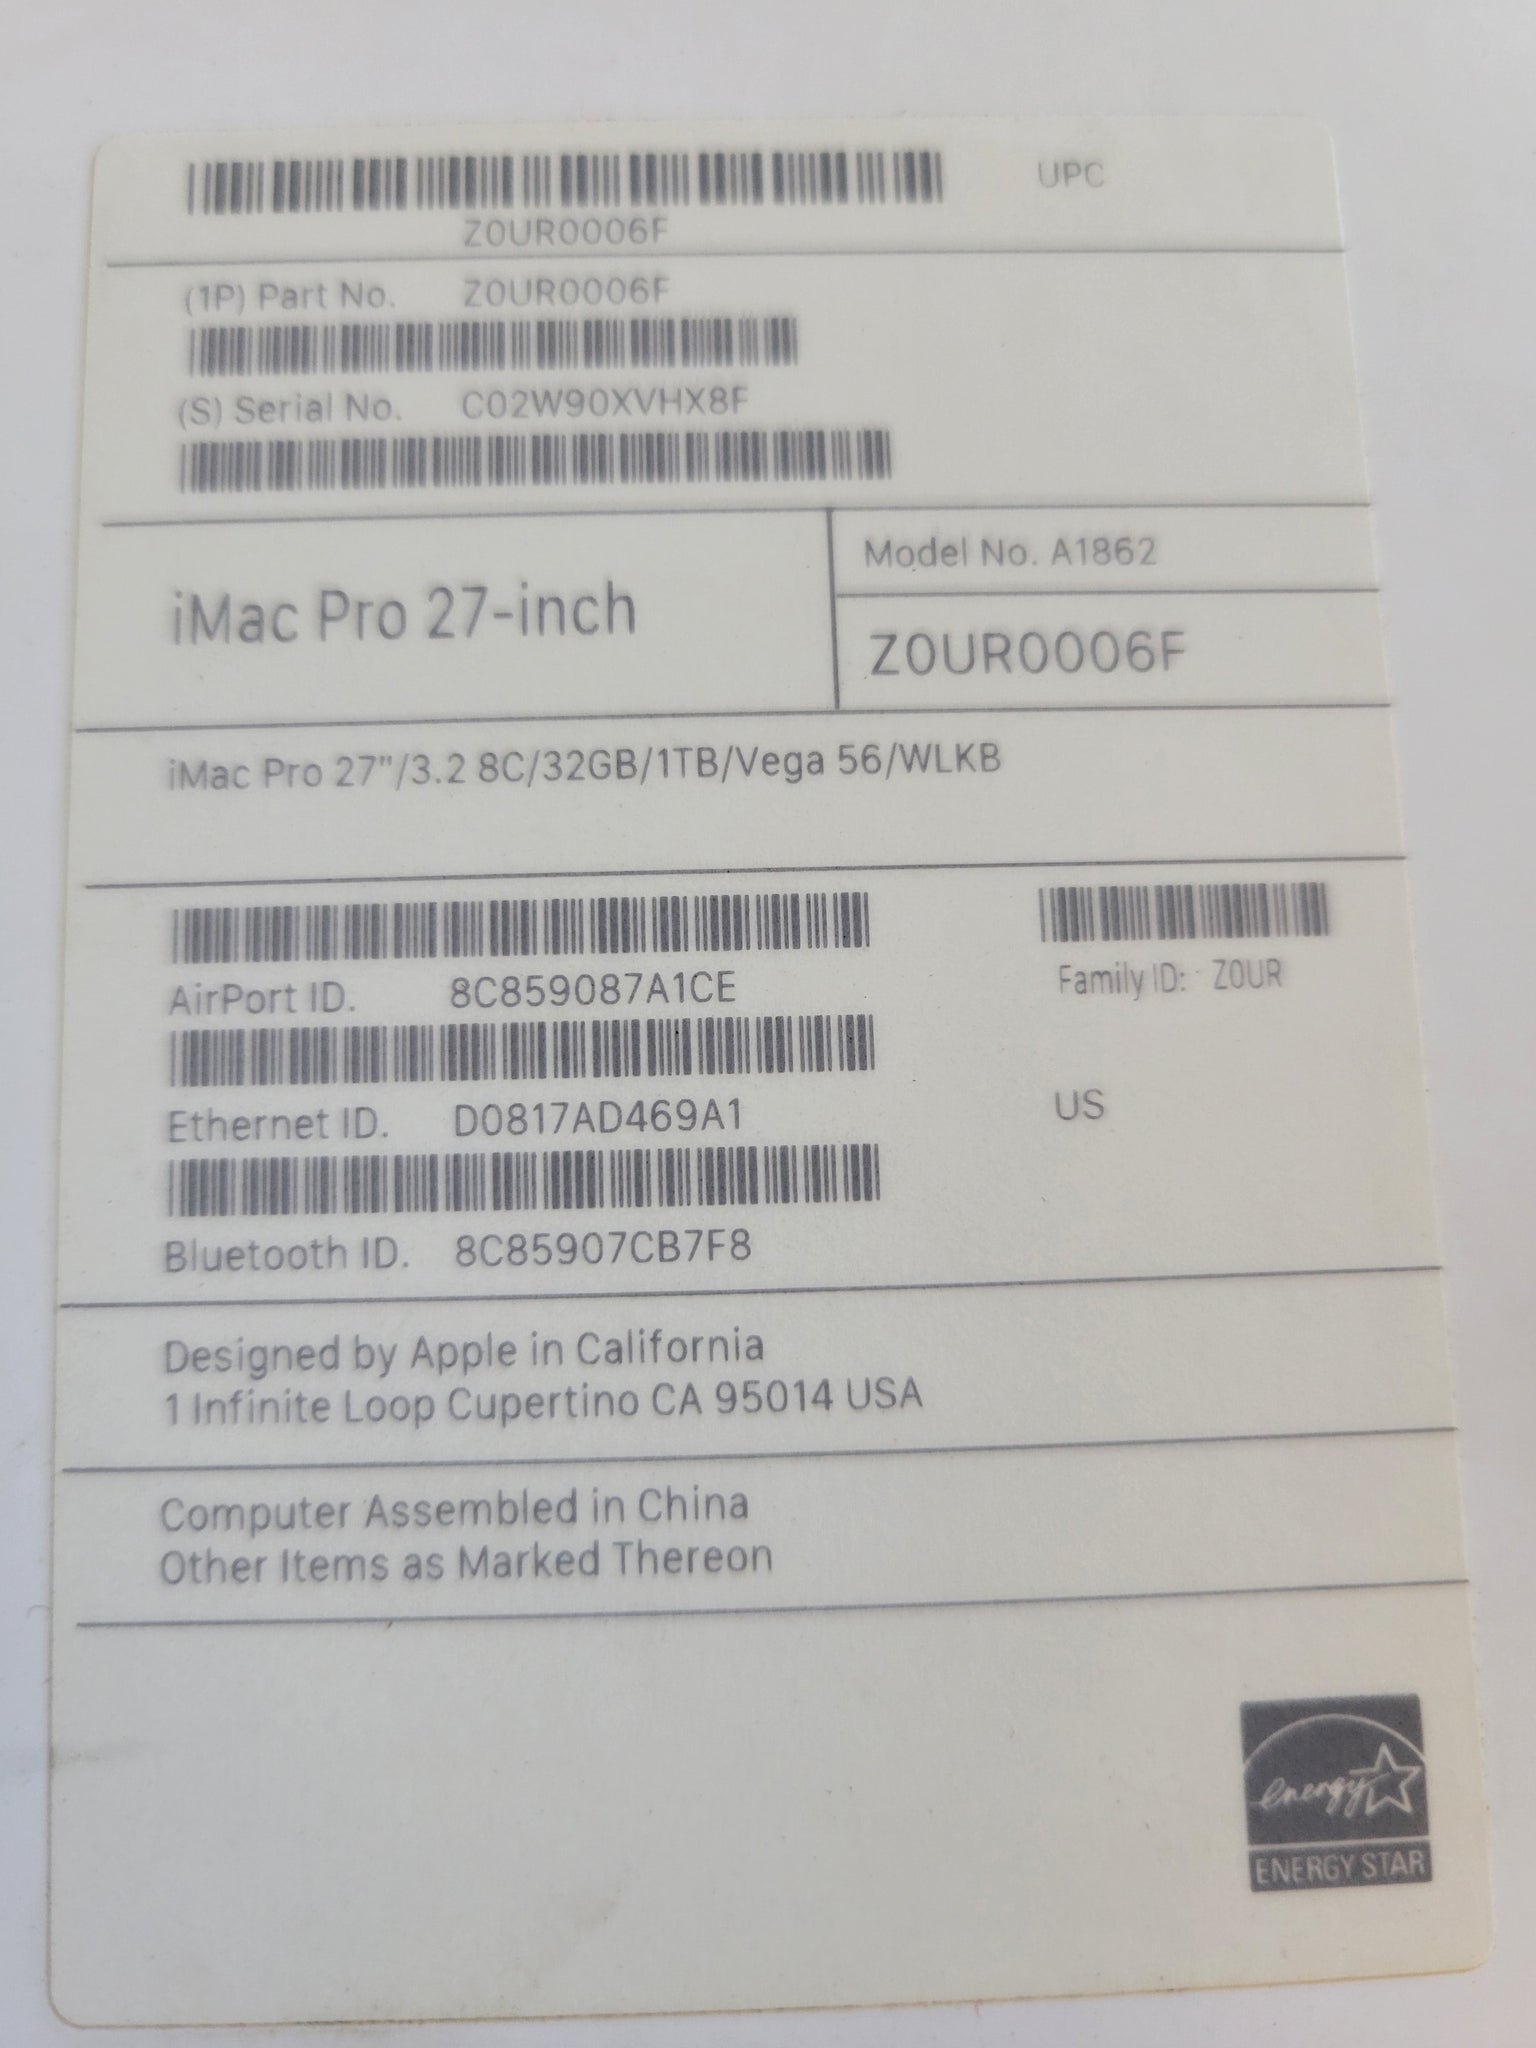 UPC
Z0UR0006F
(1P) Part No. Z0UR0006F
(S) Serial No. C02W90XVHX8F
iMac Pro 27-inch
Model No. A1862
Z0UR0006F
iMac Pro 27"/3.2 8C/32GB/1TB/Vega 56/WLKB
AirPort ID. 8C859087A1CE
Family ID: Z0UR
Ethernet ID. D0817AD469A1
US
Bluetooth ID. 8C85907CB7F8
Designed by Apple in California
1 Infinite Loop Cupertino CA 95014 USA
Computer Assembled in China
Other Items as Marked Thereon
energy
ENERGY STAR